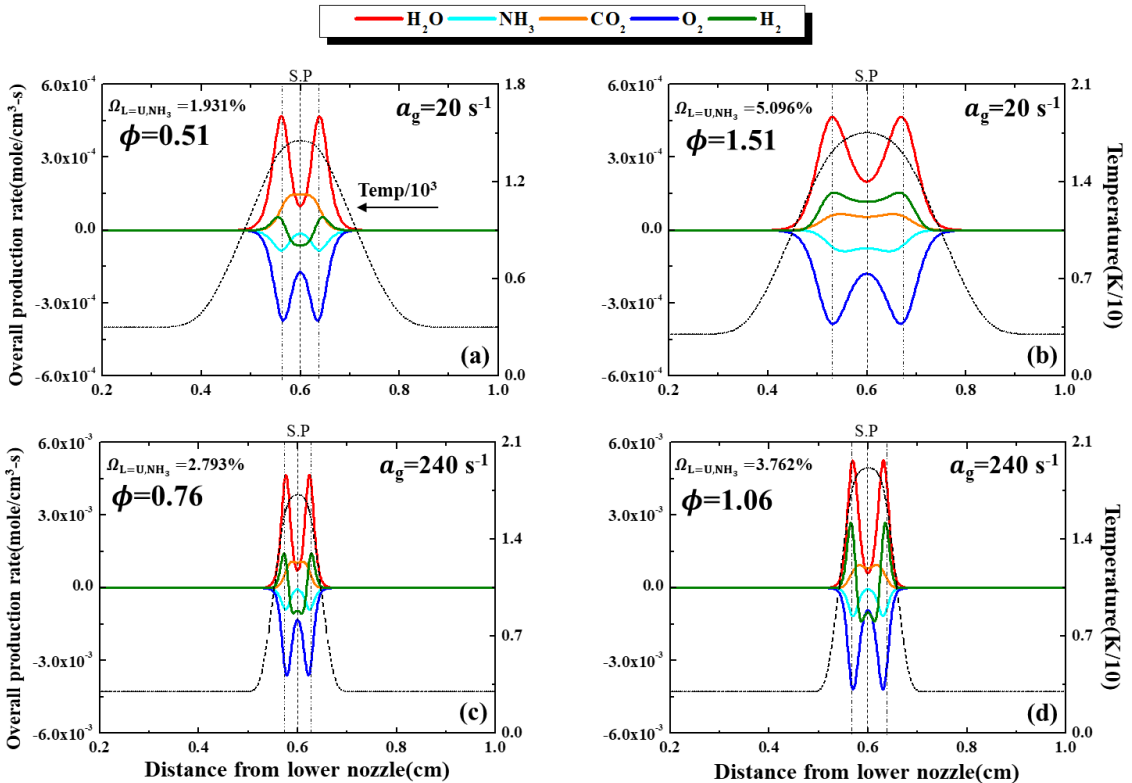 H₂O NH₃ CO₂ O₂ H₂
Overall production rate(mole/cm³-s)
S.P
6.0x10⁻⁴
3.0x10⁻⁴
0.0
-3.0x10⁻⁴
-6.0x10⁻⁴
Ω_L=U,NH₃ =1.931%
ϕ=0.51
a_g=20 s⁻¹
Temp/10³
(a)
1.8
1.2
0.6
0.0
0.2 0.4 0.6 0.8 1.0
S.P
6.0x10⁻⁴
3.0x10⁻⁴
0.0
-3.0x10⁻⁴
-6.0x10⁻⁴
Ω_L=U,NH₃ =5.096%
ϕ=1.51
a_g=20 s⁻¹
(b)
2.1
1.4
0.7
0.0
Temperature(K/10)
0.2 0.4 0.6 0.8 1.0
Overall production rate(mole/cm³-s)
S.P
6.0x10⁻³
3.0x10⁻³
0.0
-3.0x10⁻³
-6.0x10⁻³
Ω_L=U,NH₃ =2.793%
ϕ=0.76
a_g=240 s⁻¹
(c)
2.1
1.4
0.7
0.0
0.2 0.4 0.6 0.8 1.0
Distance from lower nozzle(cm)
S.P
6.0x10⁻³
3.0x10⁻³
0.0
-3.0x10⁻³
-6.0x10⁻³
Ω_L=U,NH₃ =3.762%
ϕ=1.06
a_g=240 s⁻¹
(d)
2.1
1.4
0.7
0.0
Temperature(K/10)
0.2 0.4 0.6 0.8 1.0
Distance from lower nozzle(cm)